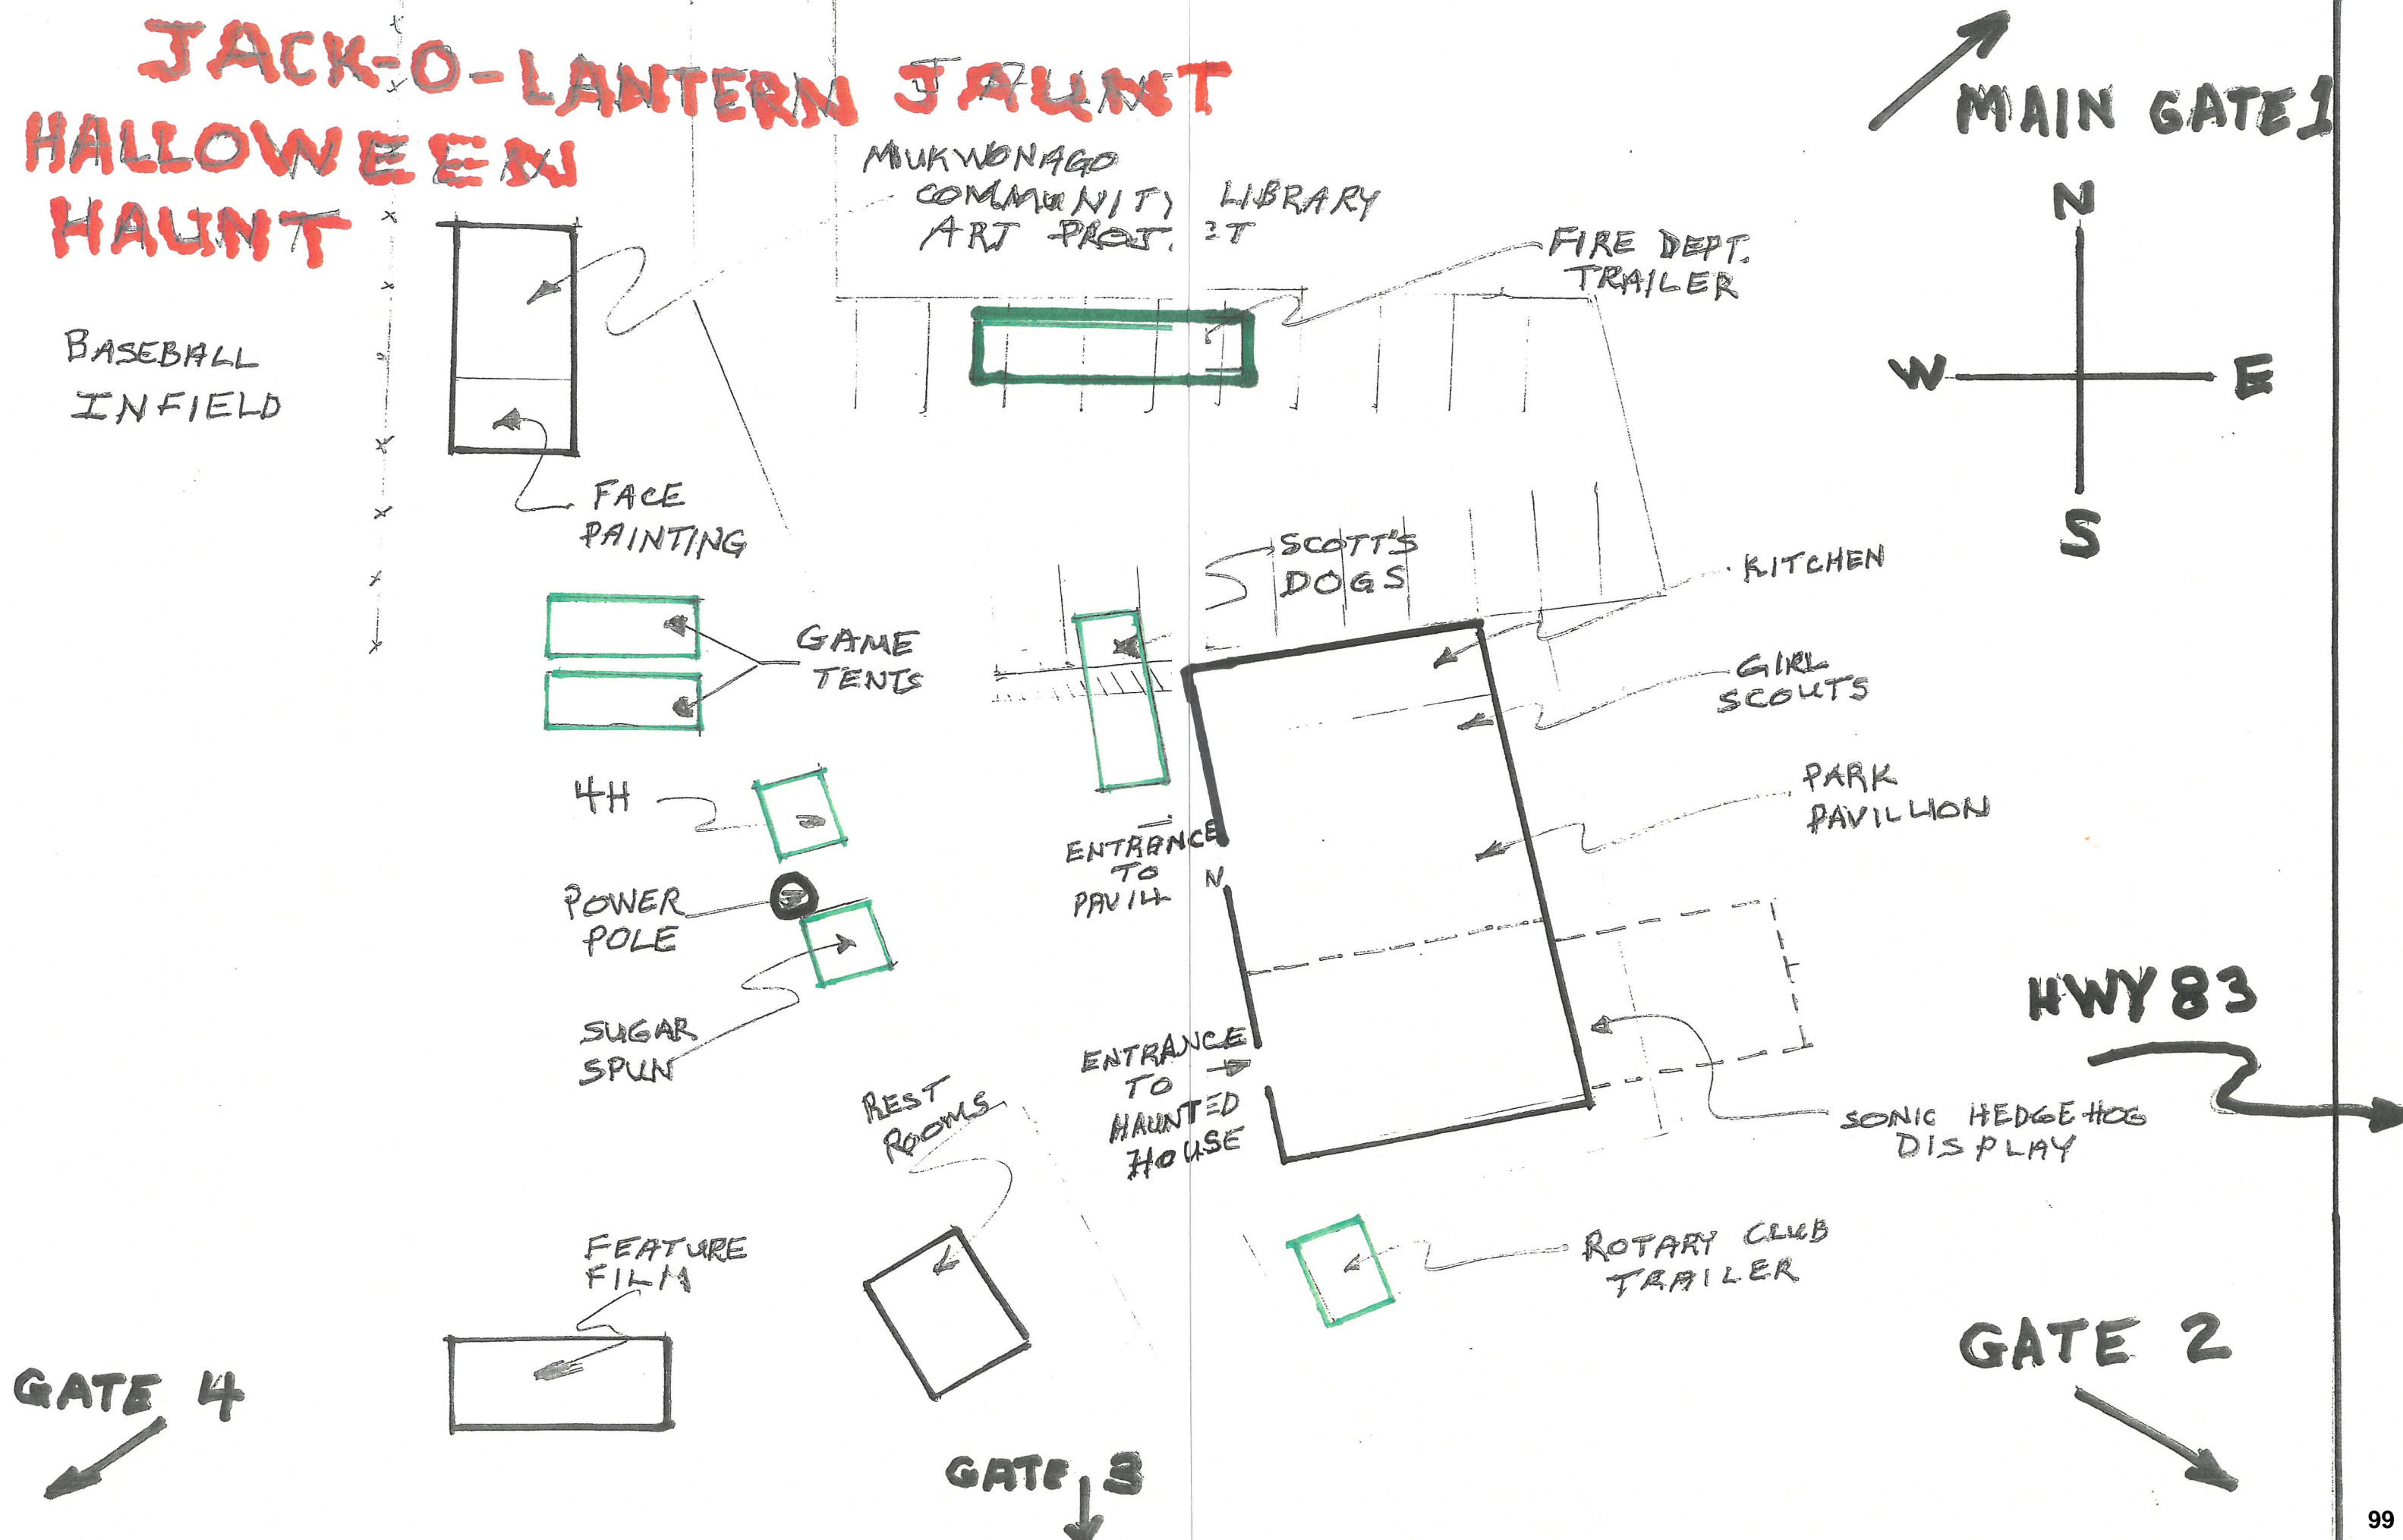 JACK-O-LANTERN JAUNT
HALLOWEEN
HAUNT
MAIN GATE 1
MUKWONAGO
COMMUNITY LIBRARY
ART
FIRE DEPT.
TRAILER
N
W E
S
BASEBALL
INFIELD
FACE
PAINTING
SCOTT'S
DOGS
KITCHEN
GAME
TENTS
GIRL
SCOUTS
4H
PARK
PAVILLION
ENTRANCE
TO
PAVILL N
POWER
POLE
SUGAR
SPUN
HWY 83
ENTRANCE
TO
HAUNTED
HOUSE
REST
ROOMS
SONIC HEDGEHOG
DISPLAY
FEATURE
FILM
ROTARY CLUB
TRAILER
GATE 2
GATE 4
GATE 3
99